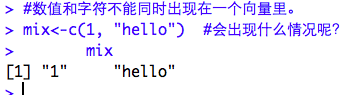 > #数值和字符不能同时出现在一个向量里。
> mix<-c(1, "hello")  #会出现什么情况呢?
>       mix
[1] "1"     "hello"
>